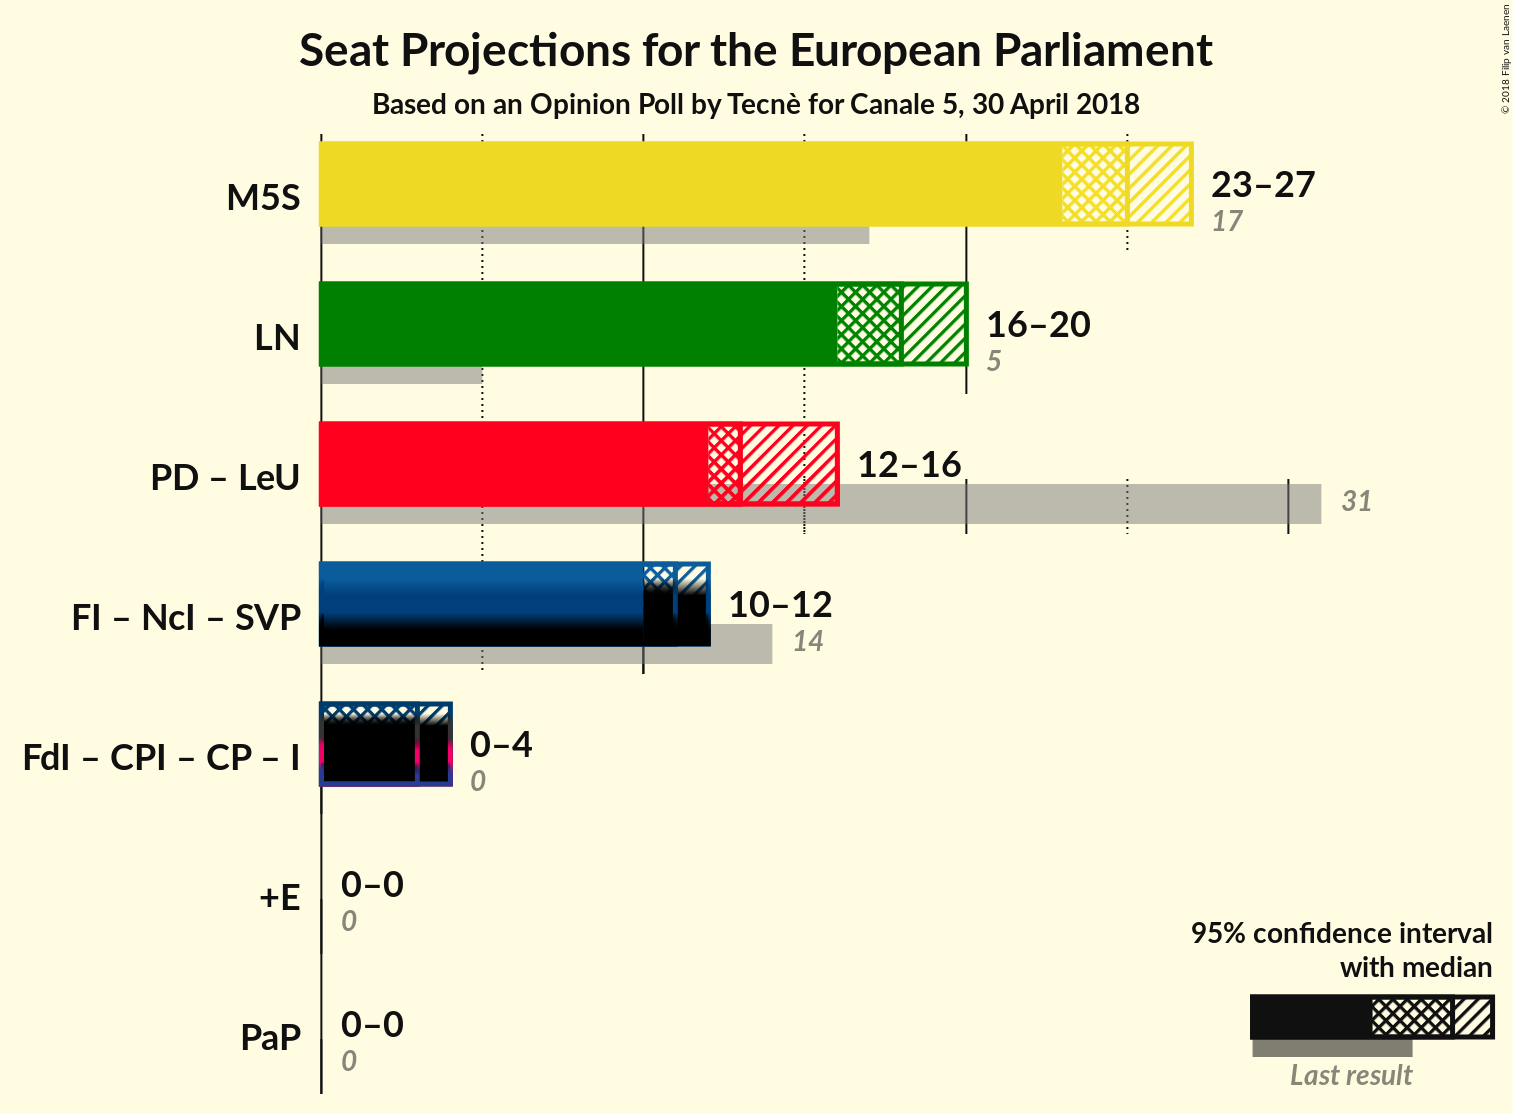 Seat Projections for the European Parliament
Based on an Opinion Poll by Tecnè for Canale 5, 30 April 2018
© 2018 Filip van Laenen
M5S
23–27
17
LN
16–20
5
PD – LeU
12–16
31
FI – NcI – SVP
10–12
14
FdI – CPI – CP – I
0–4
0
+E
0–0
0
PaP
0–0
0
95% confidence interval
with median
Last result